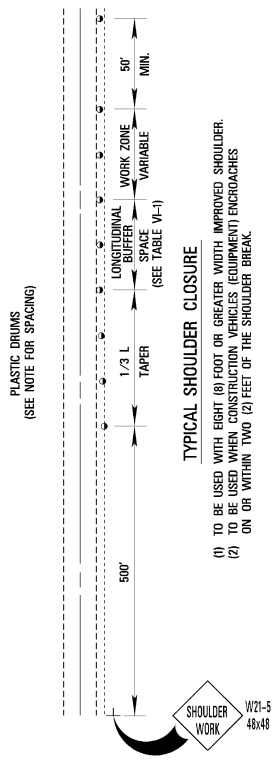 PLASTIC DRUMS
(SEE NOTE FOR SPACING)
500'
1/3 L
TAPER
LONGITUDINAL
BUFFER
SPACE
(SEE TABLE VI-1)
WORK ZONE
VARIABLE
50'
MIN.
TYPICAL SHOULDER CLOSURE
(1) TO BE USED WITH EIGHT (8) FOOT OR GREATER WIDTH IMPROVED SHOULDER.
(2) TO BE USED WHEN CONSTRUCTION VEHICLES (EQUIPMENT) ENCROACHES
ON OR WITHIN TWO (2) FEET OF THE SHOULDER BREAK.
SHOULDER
WORK
W21-5
48x48